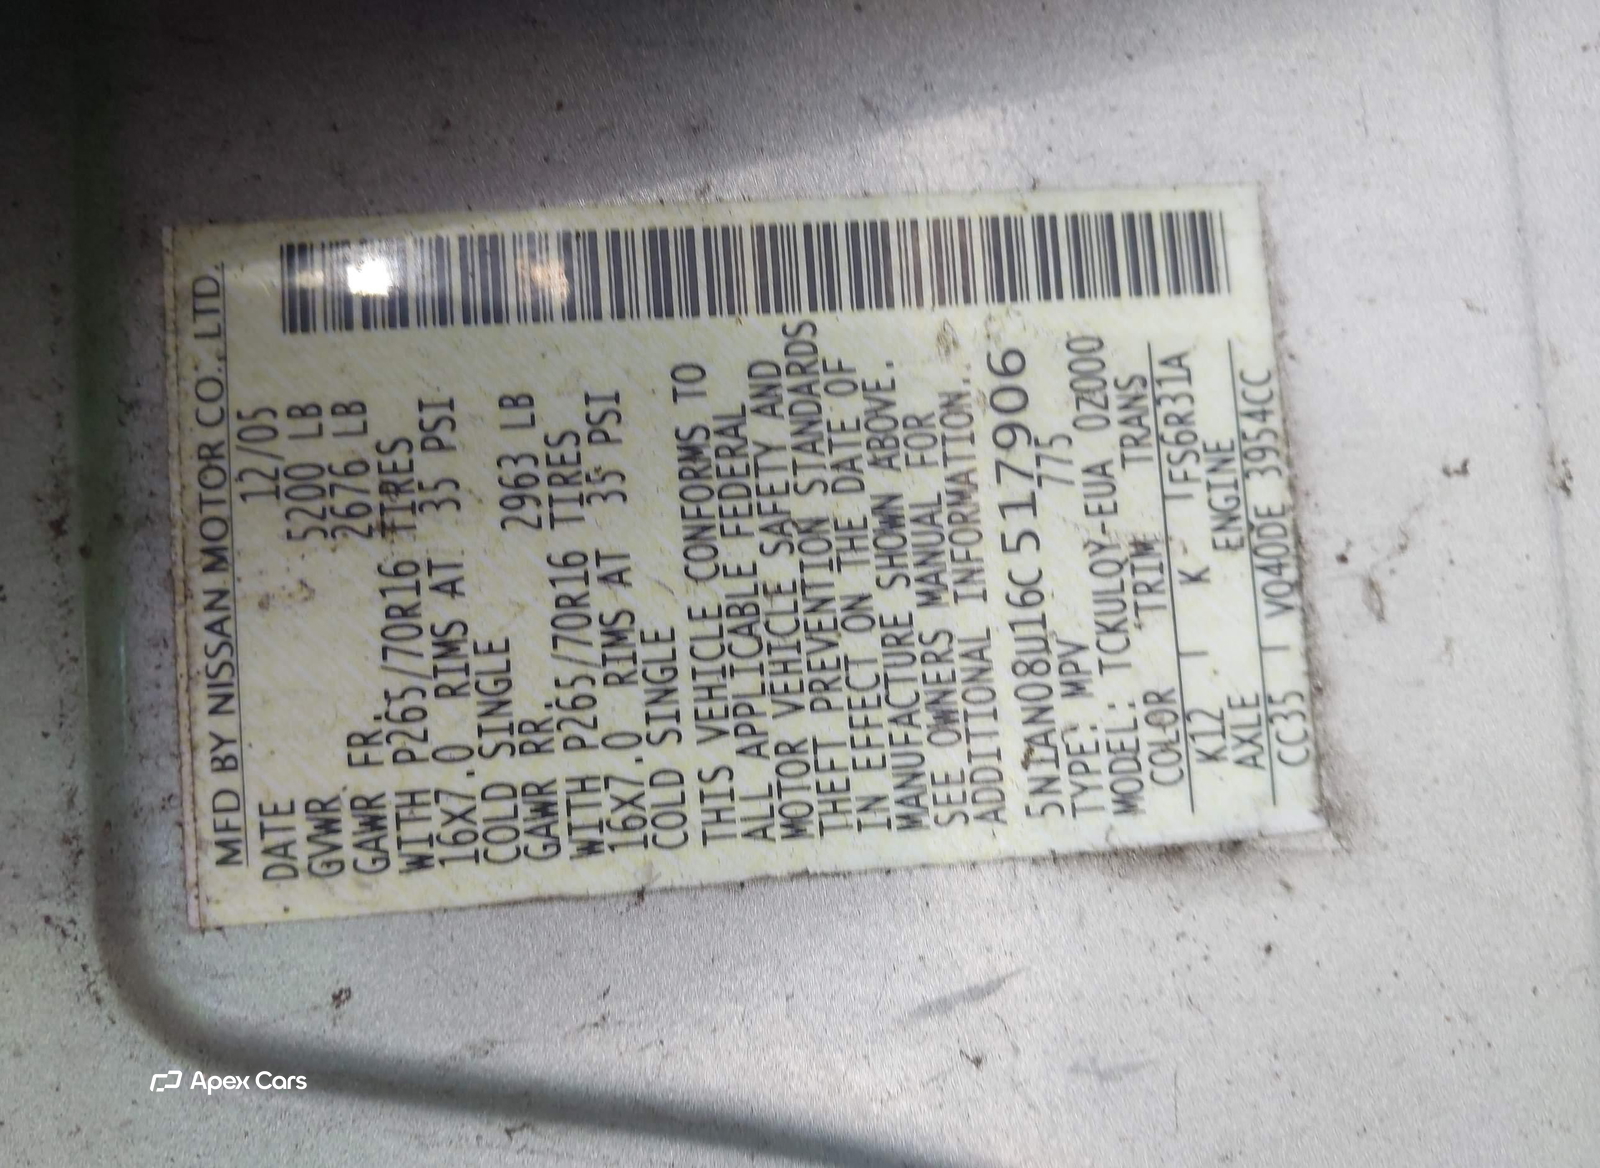 MFD BY NISSAN MOTOR CO., LTD.
DATE 12/05
GVWR 5200 LB
GAWR FR. 2676 LB
WITH P265/70R16 TIRES
16X7.0 RIMS AT 35 PSI
COLD SINGLE
GAWR RR. 2963 LB
WITH P265/70R16 TIRES
16X7.0 RIMS AT 35 PSI
COLD SINGLE
THIS VEHICLE CONFORMS TO
ALL APPLICABLE FEDERAL
MOTOR VEHICLE SAFETY AND
THEFT PREVENTION STANDARDS
IN EFFECT ON THE DATE OF
MANUFACTURE SHOWN ABOVE.
SEE OWNERS MANUAL FOR
ADDITIONAL INFORMATION.
5N1AN08U16C517906
TYPE: MPV 775
MODEL: TCKULQY-EUA 0Z000
COLOR TRIM TRANS
K12 K FS6R31A
AXLE ENGINE
CC35 VQ40DE 3954CC
Apex Cars